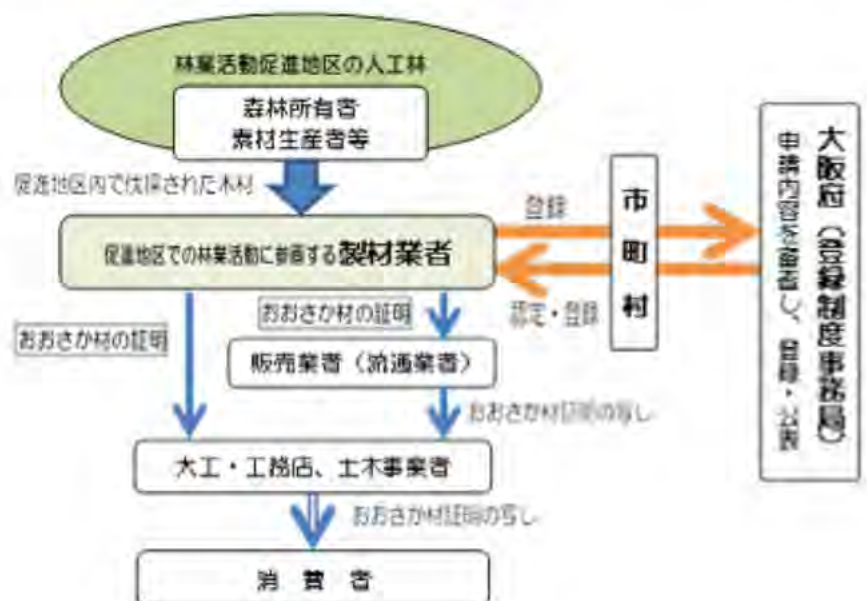 林業活動促進地区の人工林
森林所有者
素材生産者等
促進地区内で伐採された木材
促進地区での林業活動に参画する製材業者
登録
認定・登録
市町村
大阪府(登録制度事務局)
申請内容を審査し、登録・公表
おおさか材の証明
おおさか材の証明
販売業者(流通業者)
おおさか材証明の写し
大工・工務店、土木事業者
おおさか材証明の写し
消費者